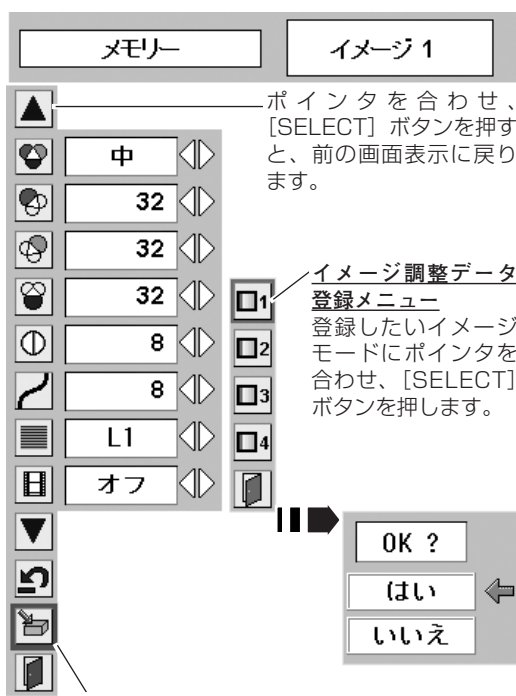 メモリー
イメージ 1
ポインタを合わせ、
[SELECT] ボタンを押す
と、前の画面表示に戻り
ます。
中
32
32
32
8
8
L1
オフ
1
2
3
4
イメージ調整データ
登録メニュー
登録したいイメージ
モードにポインタを
合わせ、[SELECT]
ボタンを押します。
OK ?
はい
いいえ